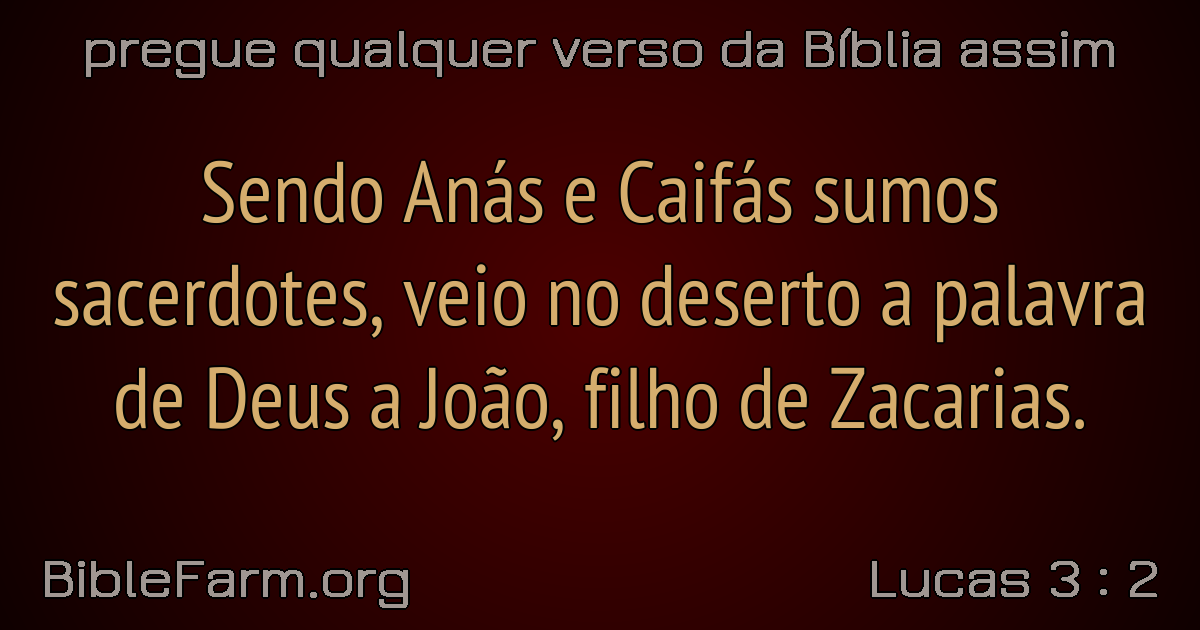 pregue qualquer verso da Bíblia assim
Sendo Anás e Caifás sumos
sacerdotes, veio no deserto a palavra
de Deus a João, filho de Zacarias.
BibleFarm.org
Lucas 3 : 2